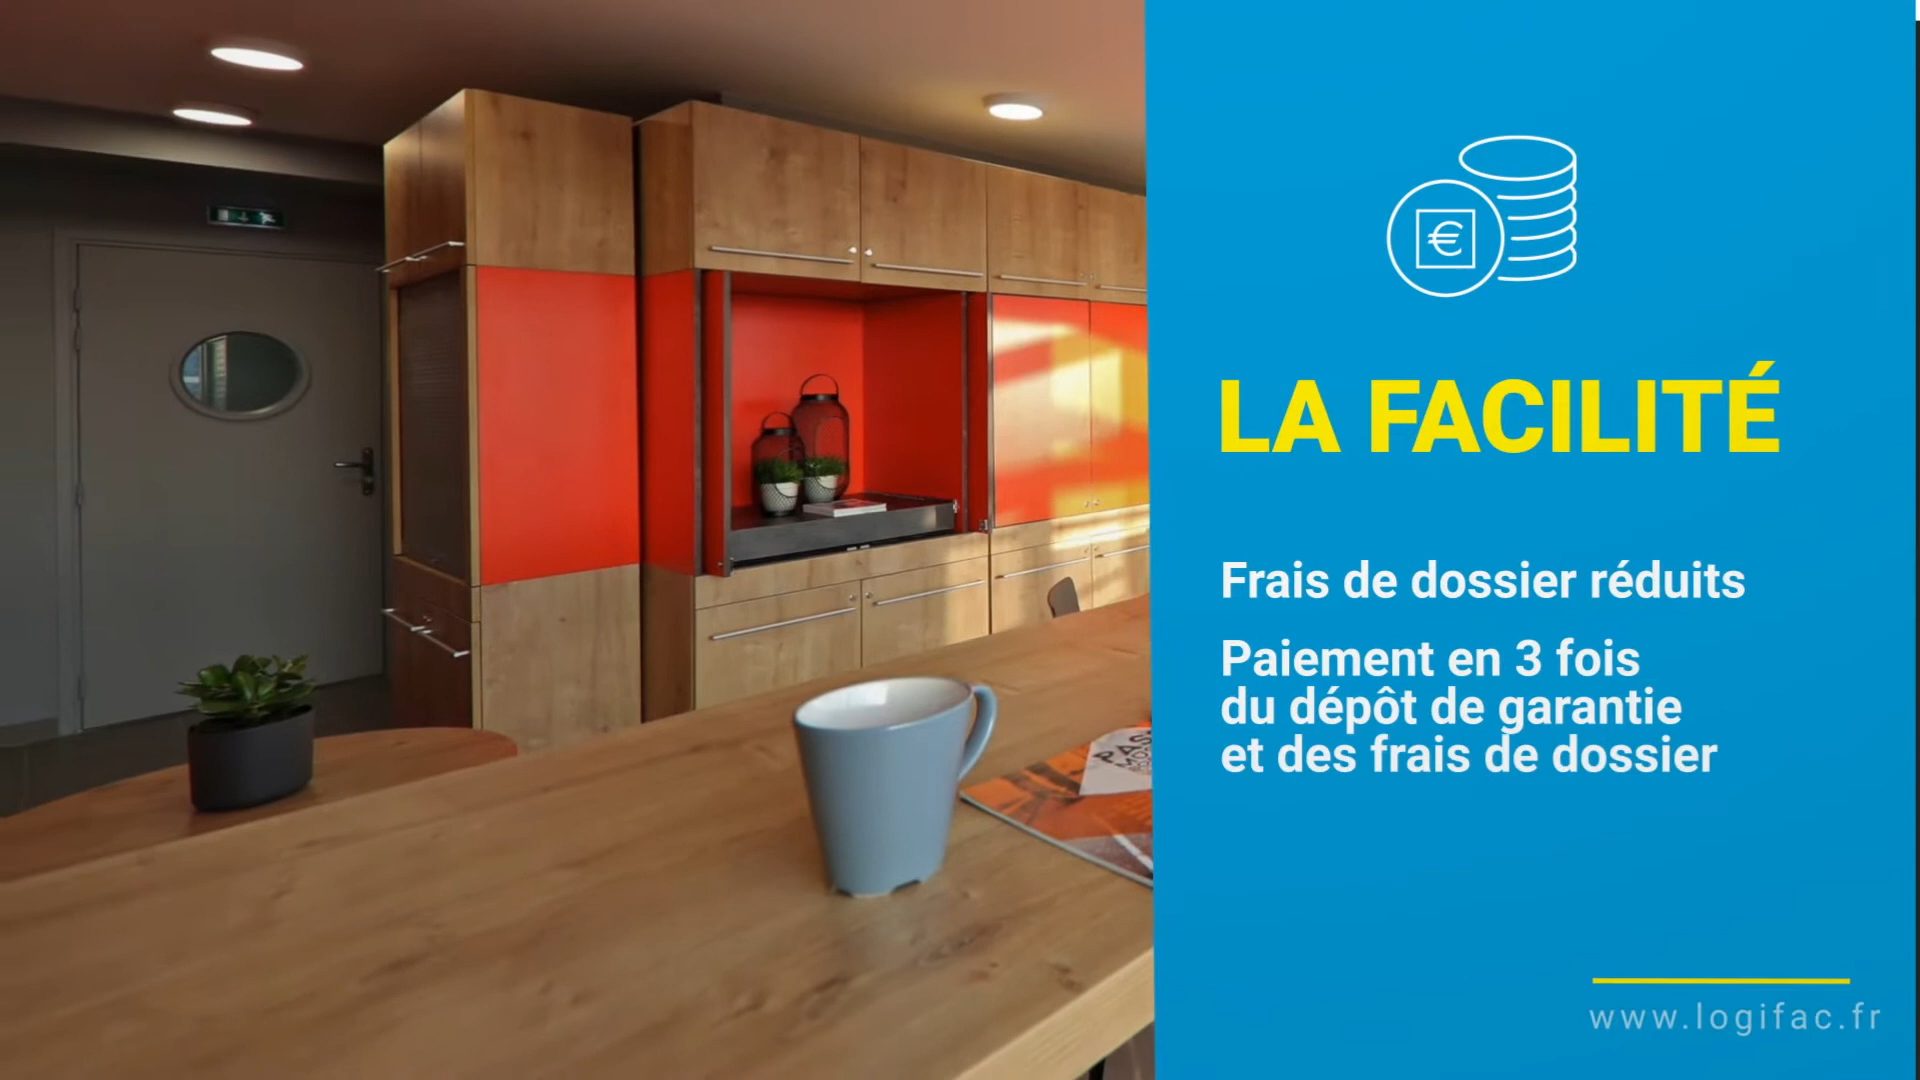 €
LA FACILITÉ
Frais de dossier réduits
Paiement en 3 fois
du dépôt de garantie
et des frais de dossier
www.logifac.fr